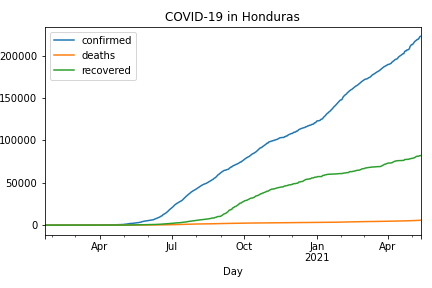 COVID-19 in Honduras
confirmed
deaths
recovered
200000
150000
100000
50000
0
Apr Jul Oct Jan Apr
2021
Day